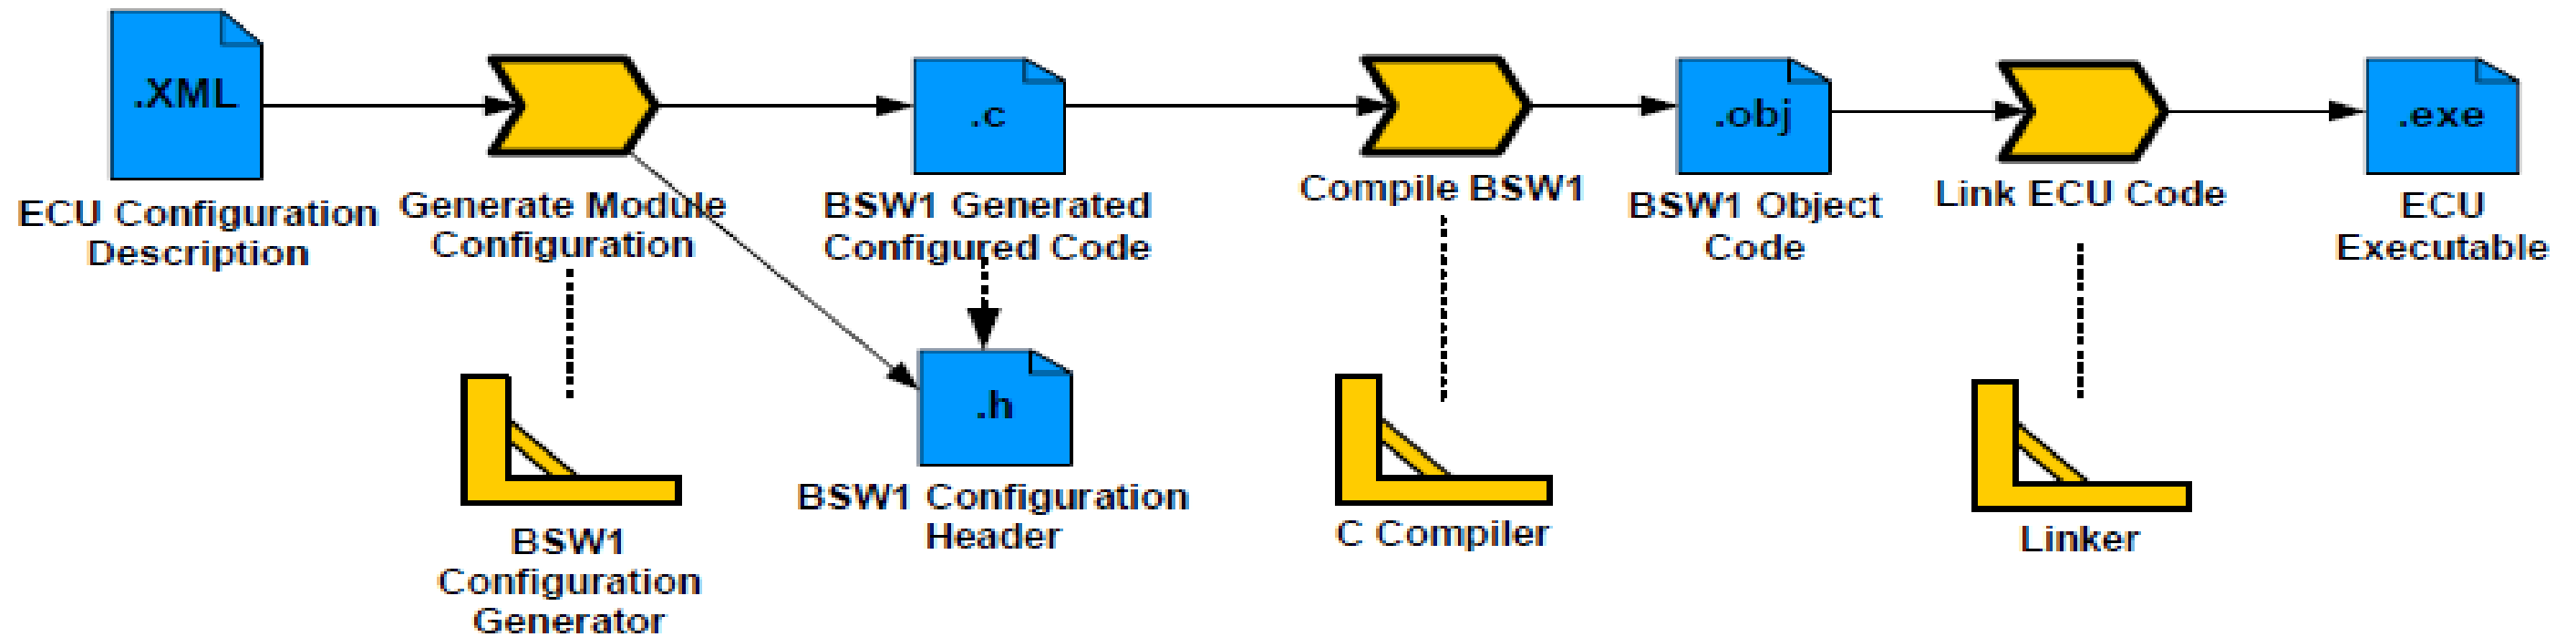 .XML
ECU Configuration
Description
Generate Module
Configuration
BSW1
Configuration
Generator
.c
BSW1 Generated
Configured Code
.h
BSW1 Configuration
Header
Compile BSW1
C Compiler
.obj
BSW1 Object
Code
Link ECU Code
Linker
.exe
ECU
Executable